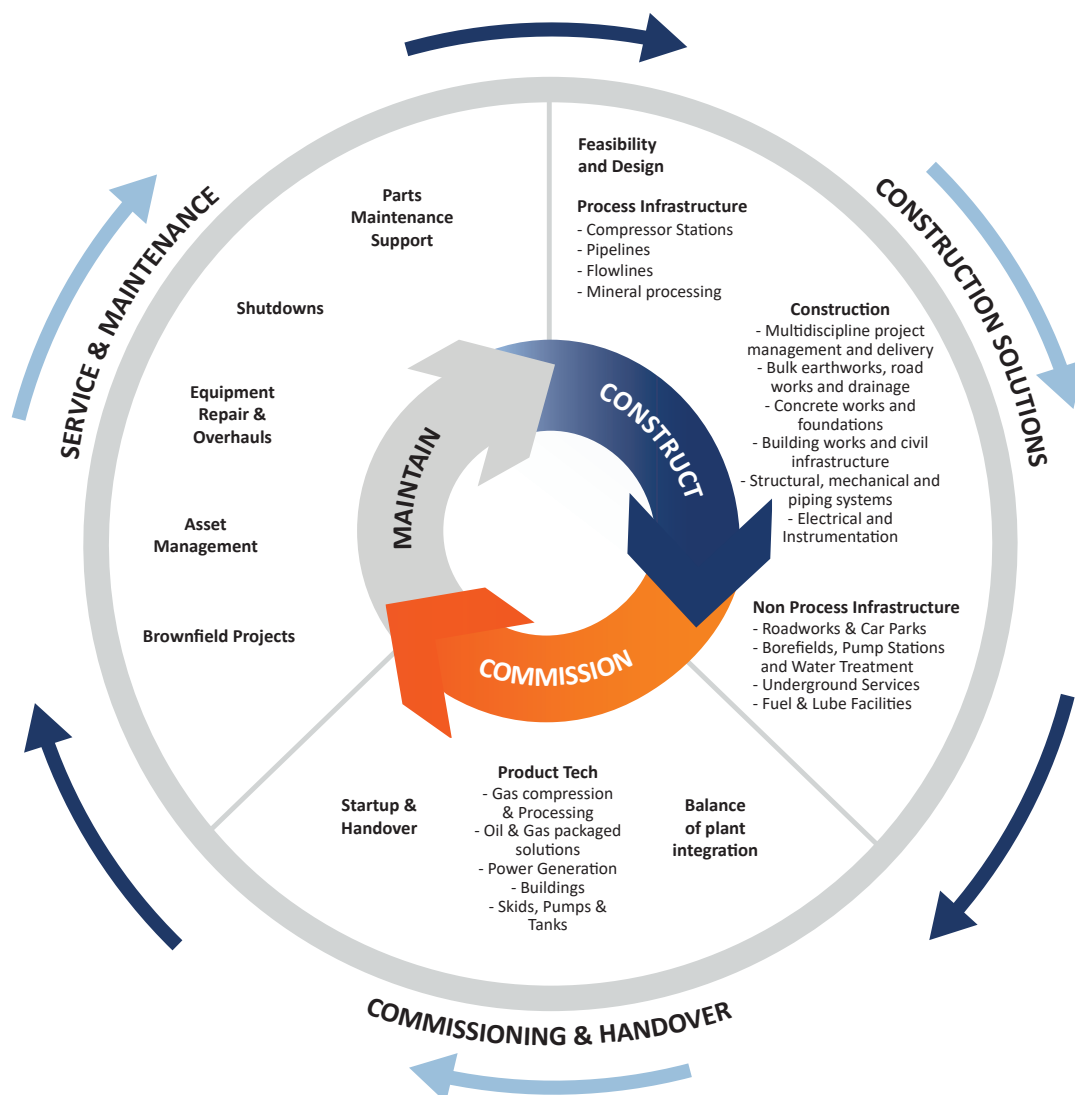 CONSTRUCTION SOLUTIONS
Feasibility
and Design
Process Infrastructure
- Compressor Stations
- Pipelines
- Flowlines
- Mineral processing
Construction
- Multidiscipline project
management and delivery
- Bulk earthworks, road
works and drainage
- Concrete works and
foundations
- Building works and civil
infrastructure
- Structural, mechanical and
piping systems
- Electrical and
Instrumentation
Non Process Infrastructure
- Roadworks & Car Parks
- Borefields, Pump Stations
and Water Treatment
- Underground Services
- Fuel & Lube Facilities
COMMISSIONING & HANDOVER
Balance
of plant
integration
Product Tech
- Gas compression
& Processing
- Oil & Gas packaged
solutions
- Power Generation
- Buildings
- Skids, Pumps &
Tanks
Startup &
Handover
SERVICE & MAINTENANCE
Brownfield Projects
Asset
Management
Equipment
Repair &
Overhauls
Shutdowns
Parts
Maintenance
Support
CONSTRUCT
COMMISSION
MAINTAIN